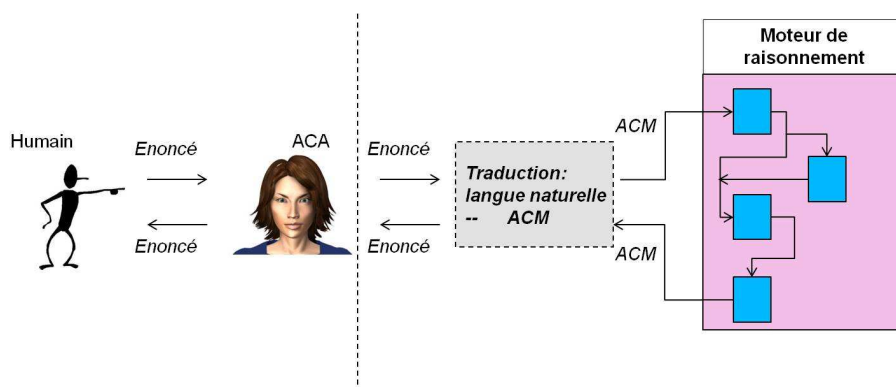 Moteur de
raisonnement
Humain
Enoncé
Enoncé
ACA
Enoncé
Enoncé
Traduction:
langue naturelle
-- ACM
ACM
ACM